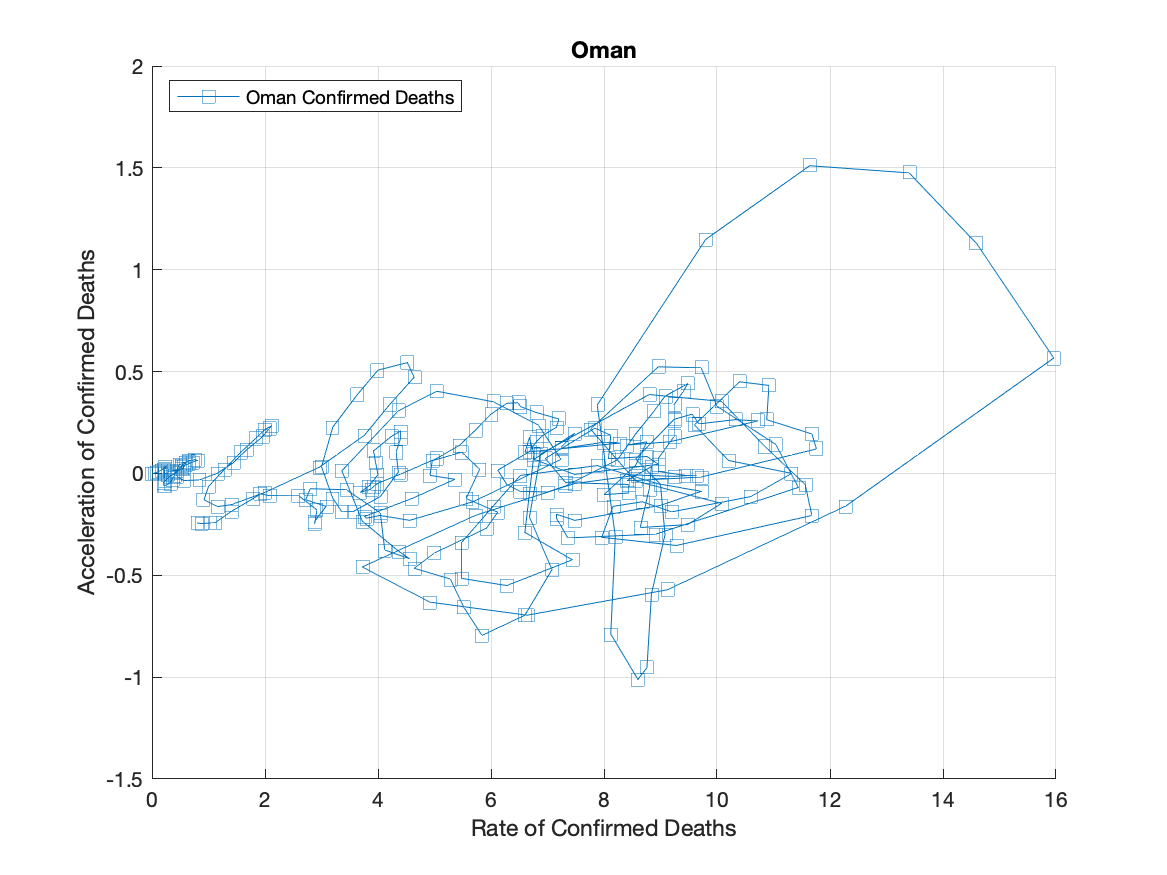 Oman
Oman Confirmed Deaths
2
1.5
1
0.5
0
-0.5
-1
-1.5
Acceleration of Confirmed Deaths
0 2 4 6 8 10 12 14 16
Rate of Confirmed Deaths